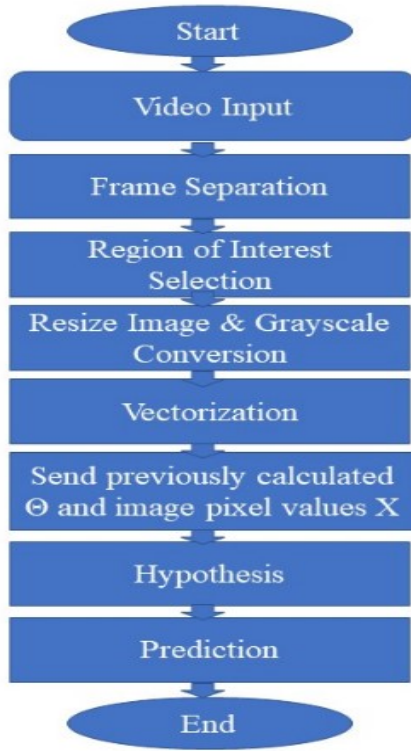 Start
Video Input
Frame Separation
Region of Interest
Selection
Resize Image & Grayscale
Conversion
Vectorization
Send previously calculated
Θ and image pixel values X
Hypothesis
Prediction
End